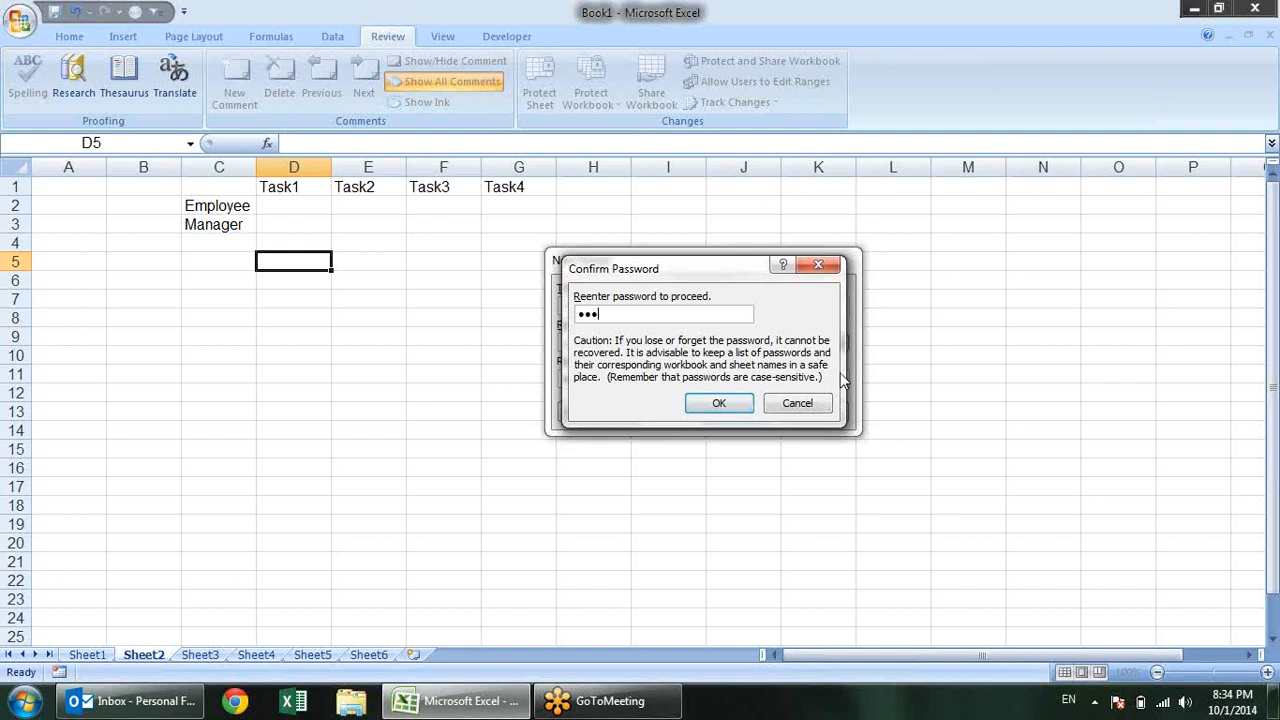 Book1 - Microsoft Excel
Home Insert Page Layout Formulas Data Review View Developer
ABC
Spelling
Research
Thesaurus
Translate
Proofing
New Comment
Delete
Previous
Next
Show/Hide Comment
Show All Comments
Show Ink
Comments
Protect Sheet
Protect Workbook
Share Workbook
Protect and Share Workbook
Allow Users to Edit Ranges
Track Changes
Changes
D5
fx
A B C D E F G H I J K L M N O P
1 Task1 Task2 Task3 Task4
2 Employee
3 Manager
4
5
6
7
8
9
10
11
12
13
14
15
16
17
18
19
20
21
22
23
24
25
Confirm Password
Reenter password to proceed.
•••
Caution: If you lose or forget the password, it cannot be
recovered. It is advisable to keep a list of passwords and
their corresponding workbook and sheet names in a safe
place. (Remember that passwords are case-sensitive.)
OK Cancel
Sheet1 Sheet2 Sheet3 Sheet4 Sheet5 Sheet6
Ready 100%
Inbox - Personal F... Microsoft Excel - ... GoToMeeting
EN
8:34 PM
10/1/2014